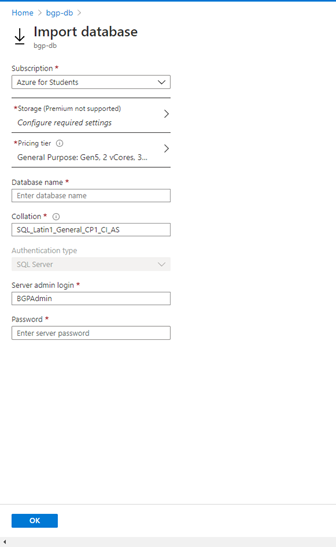 Home > bgp-db >
Import database
bgp-db
Subscription *
Azure for Students
*Storage (Premium not supported)
Configure required settings
*Pricing tier
General Purpose: Gen5, 2 vCores, 3...
Database name *
Enter database name
Collation *
SQL_Latin1_General_CP1_CI_AS
Authentication type
SQL Server
Server admin login *
BGPAdmin
Password *
Enter server password
OK